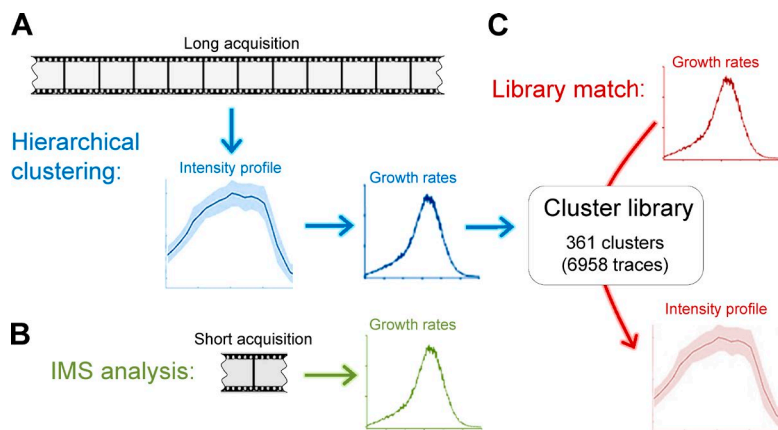 A
Long acquisition
Hierarchical
clustering:
Intensity profile
Growth rates
B
IMS analysis:
Short acquisition
Growth rates
C
Library match:
Growth rates
Cluster library
361 clusters
(6958 traces)
Intensity profile